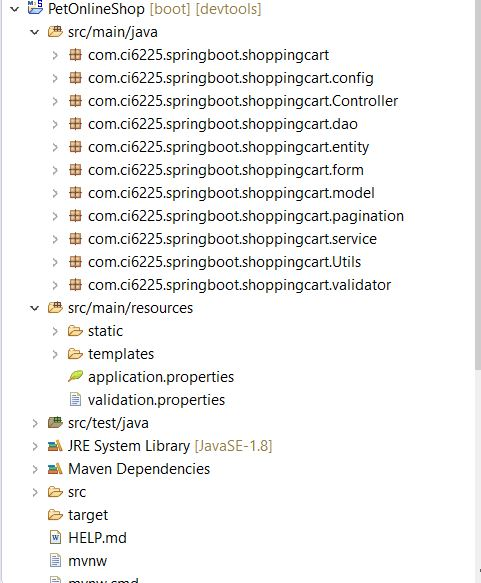 PetOnlineShop [boot] [devtools]
src/main/java
com.ci6225.springboot.shoppingcart
com.ci6225.springboot.shoppingcart.config
com.ci6225.springboot.shoppingcart.Controller
com.ci6225.springboot.shoppingcart.dao
com.ci6225.springboot.shoppingcart.entity
com.ci6225.springboot.shoppingcart.form
com.ci6225.springboot.shoppingcart.model
com.ci6225.springboot.shoppingcart.pagination
com.ci6225.springboot.shoppingcart.service
com.ci6225.springboot.shoppingcart.Utils
com.ci6225.springboot.shoppingcart.validator
src/main/resources
static
templates
application.properties
validation.properties
src/test/java
JRE System Library [JavaSE-1.8]
Maven Dependencies
src
target
HELP.md
mvnw
mvnw.cmd